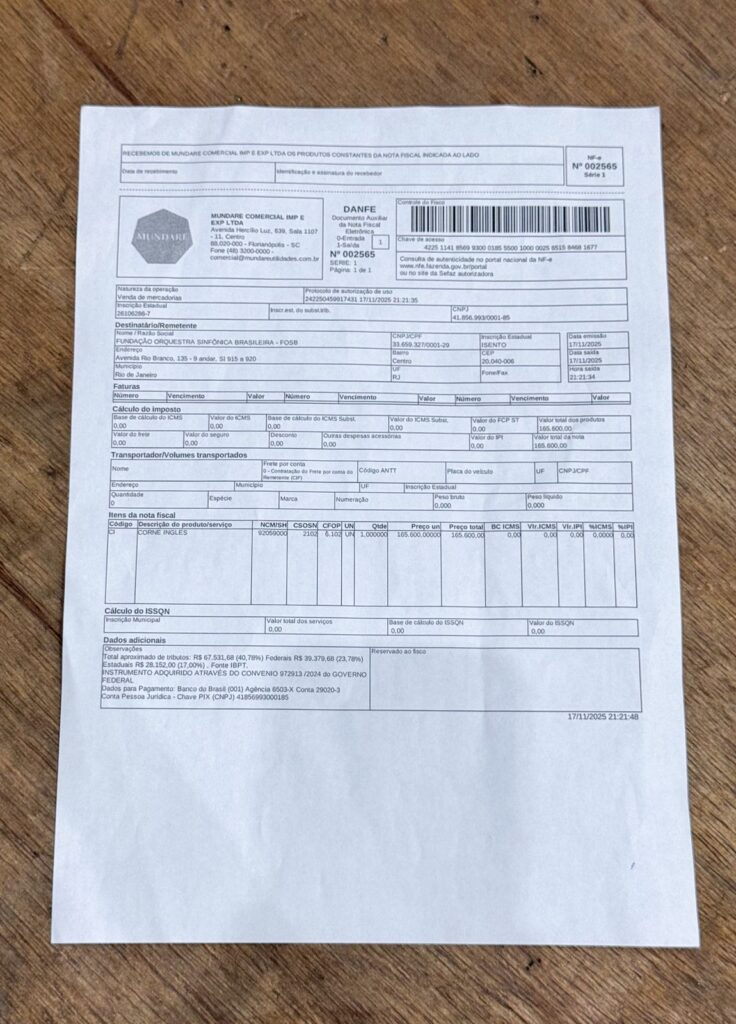 RECEBEMOS DE MUNDARE COMERCIAL IMP E EXP LTDA OS PRODUTOS CONSTANTES DA NOTA FISCAL INDICADA AO LADO
Data de recebimento
Identificação e assinatura do recebedor
NF-e
Nº 002565
Série 1
MUNDARE
MUNDARE COMERCIAL IMP E
EXP LTDA
Avenida Hercílio Luz, 639, Sala 1107
- 11, Centro
88.020-000 - Florianópolis - SC
Fone (48) 3200-0000 -
comercial@mundareutilidades.com.br
DANFE
Documento Auxiliar
da Nota Fiscal
Eletrônica
0-Entrada
1-Saída
1
Nº 002565
SÉRIE: 1
Página: 1 de 1
Controle do Fisco
Chave de acesso
4225 1141 8569 9300 0185 5500 1000 0025 6515 8468 1677
Consulta de autenticidade no portal nacional da NF-e
www.nfe.fazenda.gov.br/portal
ou no site da Sefaz autorizadora
Natureza da operação
Venda de mercadorias
Protocolo de autorização de uso
242250459917431 17/11/2025 21:21:35
Inscrição Estadual
26106286-7
Inscr.est. do subst.trib.
CNPJ
41.856.993/0001-85
Destinatário/Remetente
Nome / Razão Social
FUNDAÇÃO ORQUESTRA SINFÔNICA BRASILEIRA - FOSB
CNPJ/CPF
33.659.327/0001-29
Inscrição Estadual
ISENTO
Data emissão
17/11/2025
Endereço
Avenida Rio Branco, 135 - 9 andar, Sl 915 a 920
Bairro
Centro
CEP
20.040-006
Data saída
17/11/2025
Município
Rio de Janeiro
UF
RJ
Fone/Fax
Hora saída
21:21:34
Faturas
Número Vencimento Valor Número Vencimento Valor Número Vencimento Valor
Cálculo do imposto
Base de cálculo do ICMS
0,00
Valor do ICMS
0,00
Base de cálculo do ICMS Subst.
0,00
Valor do ICMS Subst.
0,00
Valor do FCP ST
0,00
Valor total dos produtos
165.600,00
Valor do frete
0,00
Valor do seguro
0,00
Desconto
0,00
Outras despesas acessórias
0,00
Valor do IPI
0,00
Valor total da nota
165.600,00
Transportador/Volumes transportados
Nome
Frete por conta
0 - Contratação do Frete por conta do
Remetente (CIF)
Código ANTT
Placa do veículo
UF
CNPJ/CPF
Endereço
Município
UF
Inscrição Estadual
Quantidade
0
Espécie
Marca
Numeração
Peso bruto
0,000
Peso líquido
0,000
Itens da nota fiscal
Código Descrição do produto/serviço NCM/SH CSOSN CFOP UN Qtde Preço un Preço total BC ICMS Vlr.ICMS Vlr.IPI %ICMS %IPI
CI CORNE INGLES 92059000 2102 6.102 UN 1,000000 165.600,00000 165.600,00 0,00 0,00 0,00 0,0000 0,00
Cálculo do ISSQN
Inscrição Municipal
Valor total dos serviços
0,00
Base de cálculo do ISSQN
0,00
Valor do ISSQN
0,00
Dados adicionais
Observações
Total aproximado de tributos: R$ 67.531,68 (40,78%) Federais R$ 39.379,68 (23,78%)
Estaduais R$ 28.152,00 (17,00%) . Fonte IBPT.
INSTRUMENTO ADQUIRIDO ATRAVÉS DO CONVENIO 972913 /2024 do GOVERNO
FEDERAL
Dados para Pagamento: Banco do Brasil (001) Agência 6503-X Conta 29020-3
Conta Pessoa Jurídica - Chave PIX (CNPJ) 41856993000185
Reservado ao fisco
17/11/2025 21:21:48